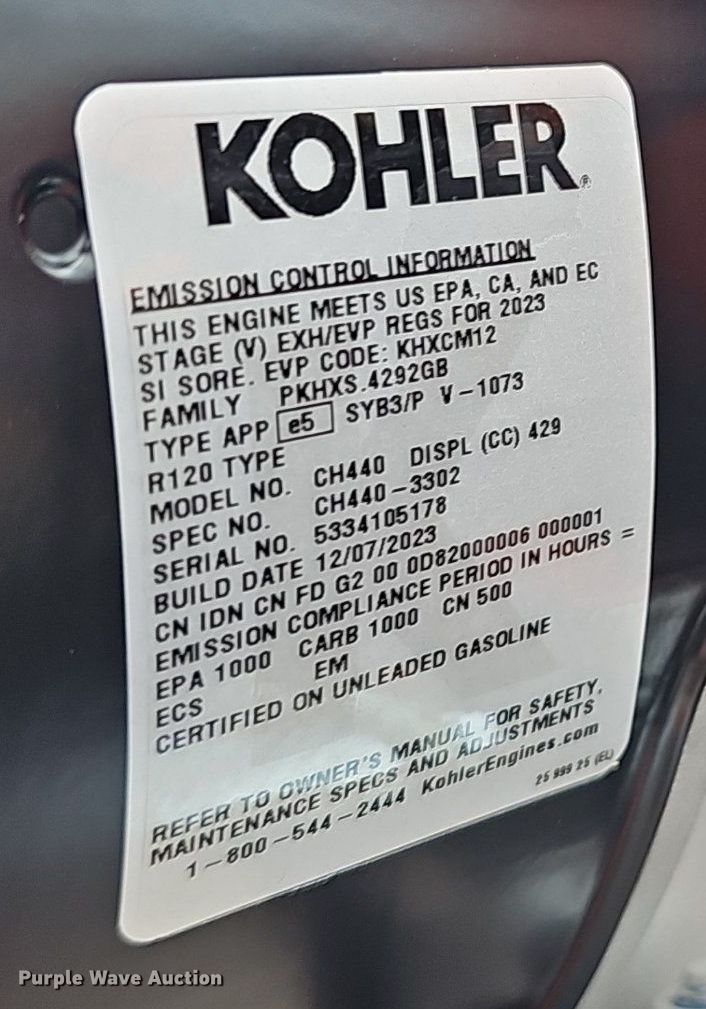 KOHLER®
EMISSION CONTROL INFORMATION
THIS ENGINE MEETS US EPA, CA, AND EC
STAGE (V) EXH/EVP REGS FOR 2023
SI SORE. EVP CODE: KHXCM12
FAMILY PKHXS.4292GB
TYPE APP e5 SYB3/P V-1073
R120 TYPE
MODEL NO. CH440 DISPL (CC) 429
SPEC NO. CH440-3302
SERIAL NO. 5334105178
BUILD DATE 12/07/2023
CN IDN CN FD G2 00 0D82000006 000001
EMISSION COMPLIANCE PERIOD IN HOURS =
EPA 1000 CARB 1000 CN 500
ECS EM
CERTIFIED ON UNLEADED GASOLINE
REFER TO OWNER'S MANUAL FOR SAFETY,
MAINTENANCE SPECS AND ADJUSTMENTS
1-800-544-2444 KohlerEngines.com
25 999 25 (EL)
Purple Wave Auction